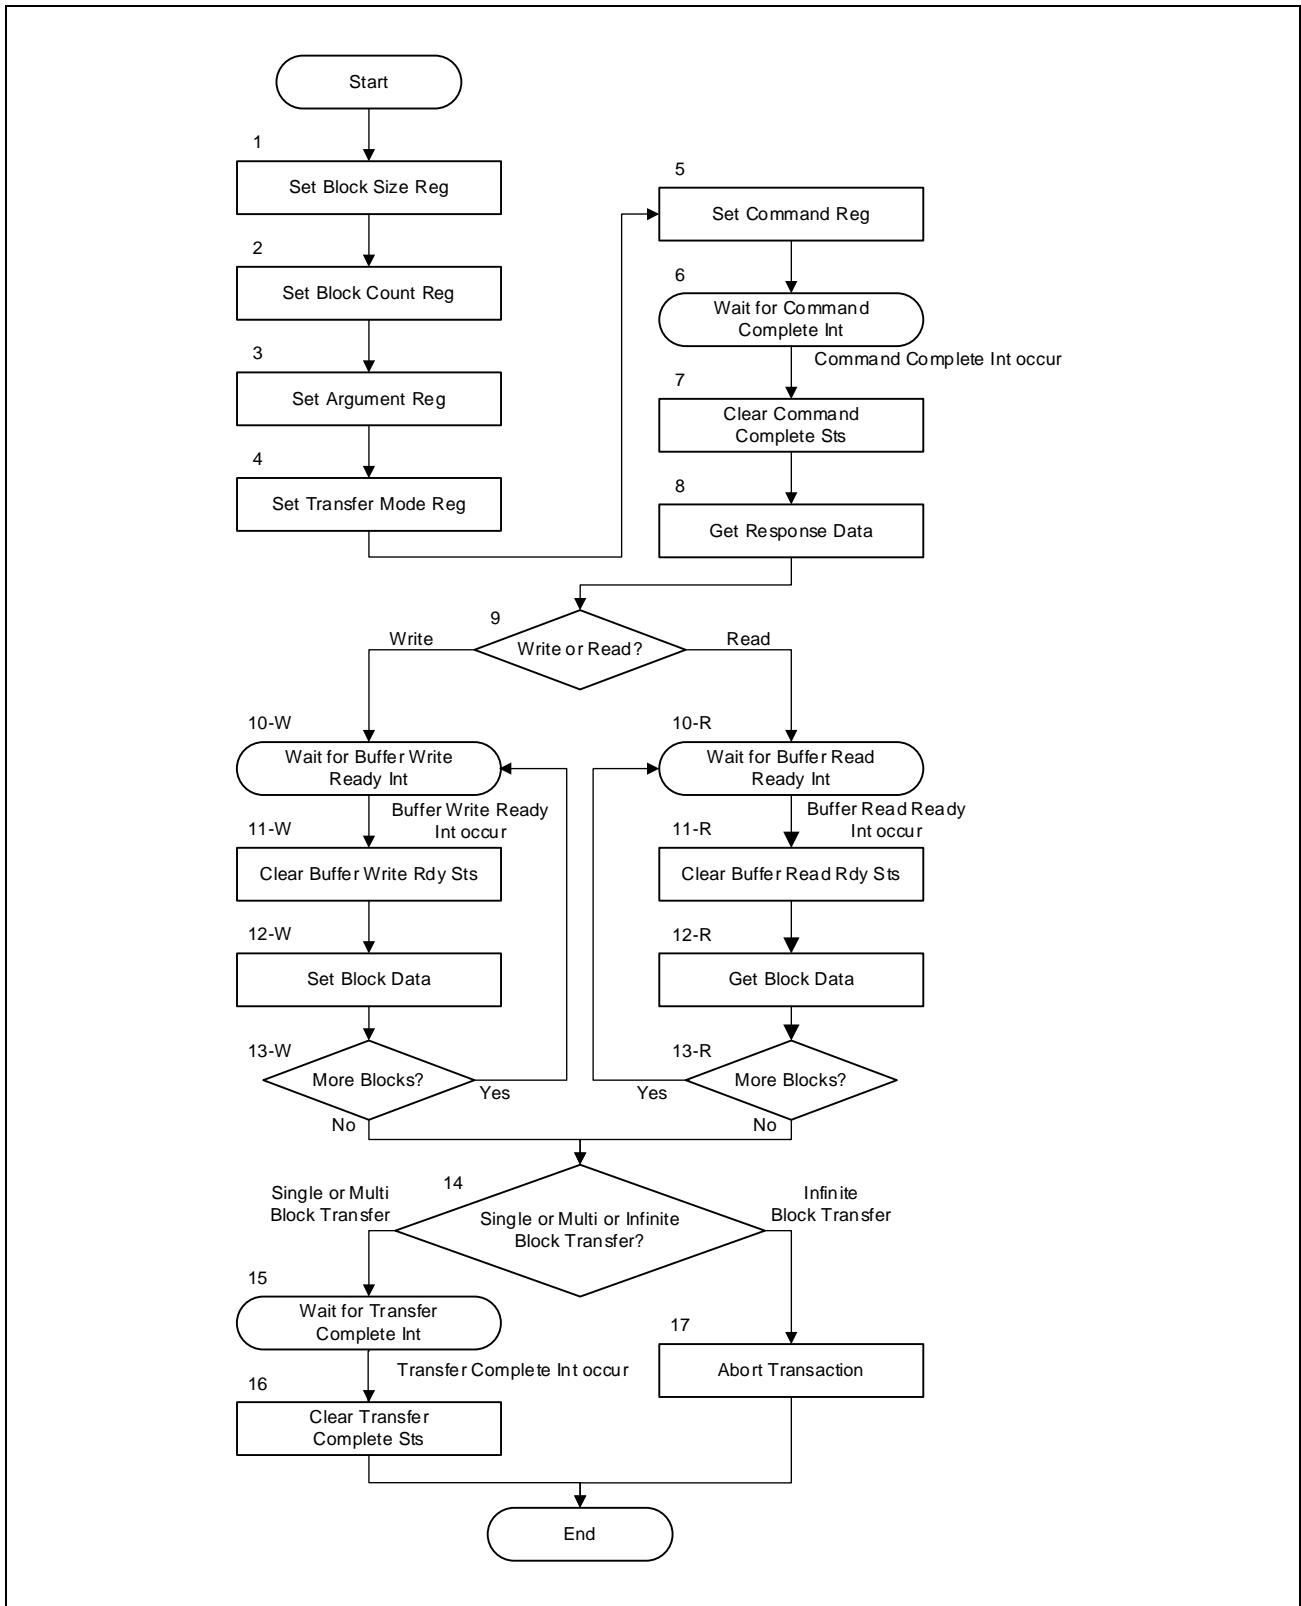 Start
1
Set Block Size Reg
2
Set Block Count Reg
3
Set Argument Reg
4
Set Transfer Mode Reg
5
Set Command Reg
6
Wait for Command
Complete Int
Command Complete Int occur
7
Clear Command
Complete Sts
8
Get Response Data
9
Write or Read?
Write
Read
10-W
Wait for Buffer Write
Ready Int
Buffer Write Ready
Int occur
11-W
Clear Buffer Write Rdy Sts
12-W
Set Block Data
13-W
More Blocks?
Yes
No
10-R
Wait for Buffer Read
Ready Int
Buffer Read Ready
Int occur
11-R
Clear Buffer Read Rdy Sts
12-R
Get Block Data
13-R
More Blocks?
Yes
No
14
Single or Multi or Infinite
Block Transfer?
Single or Multi
Block Transfer
Infinite
Block Transfer
15
Wait for Transfer
Complete Int
Transfer Complete Int occur
16
Clear Transfer
Complete Sts
17
Abort Transaction
End